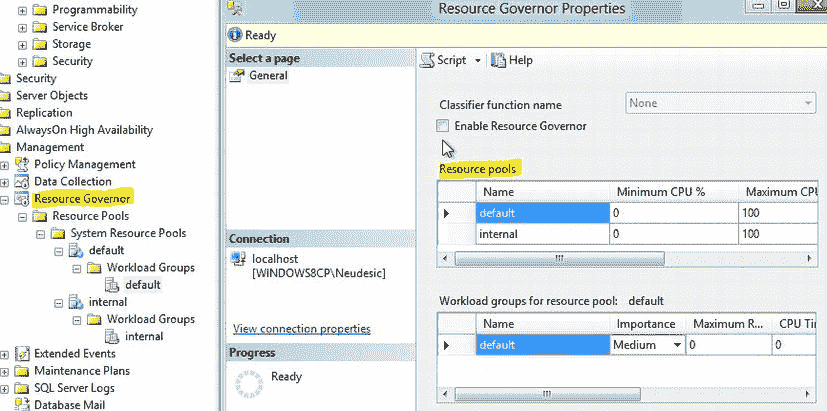 Programmability
Service Broker
Storage
Security
Security
Server Objects
Replication
AlwaysOn High Availability
Management
Policy Management
Data Collection
Resource Governor
Resource Pools
System Resource Pools
default
Workload Groups
default
internal
Workload Groups
internal
Extended Events
Maintenance Plans
SQL Server Logs
Database Mail
Resource Governor Properties
Ready
Select a page
General
Connection
localhost
[WINDOWS8CP\Neudesic]
View connection properties
Progress
Ready
Script Help
Classifier function name None
Enable Resource Governor
Resource pools
Name Minimum CPU % Maximum CPU
default 0 100
internal 0 100
Workload groups for resource pool: default
Name Importance Maximum R... CPU Tin
default Medium 0 0